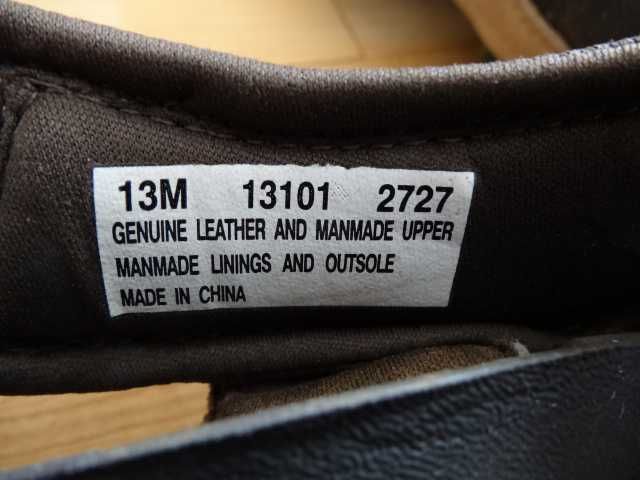 13M 13101 2727
GENUINE LEATHER AND MANMADE UPPER
MANMADE LININGS AND OUTSOLE
MADE IN CHINA